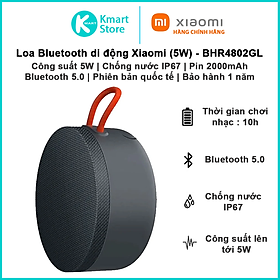 Kmart
Store
mi XIAOMI
HÀNG CHÍNH HÃNG
Loa Bluetooth di động Xiaomi (5W) - BHR4802GL
Công suất 5W | Chống nước IP67 | Pin 2000mAh
Bluetooth 5.0 | Phiên bản quốc tế | Bảo hành 1 năm
Thời gian chơi
nhạc : 10h
Bluetooth 5.0
Chống nước
IP67
Công suất lên
tới 5W